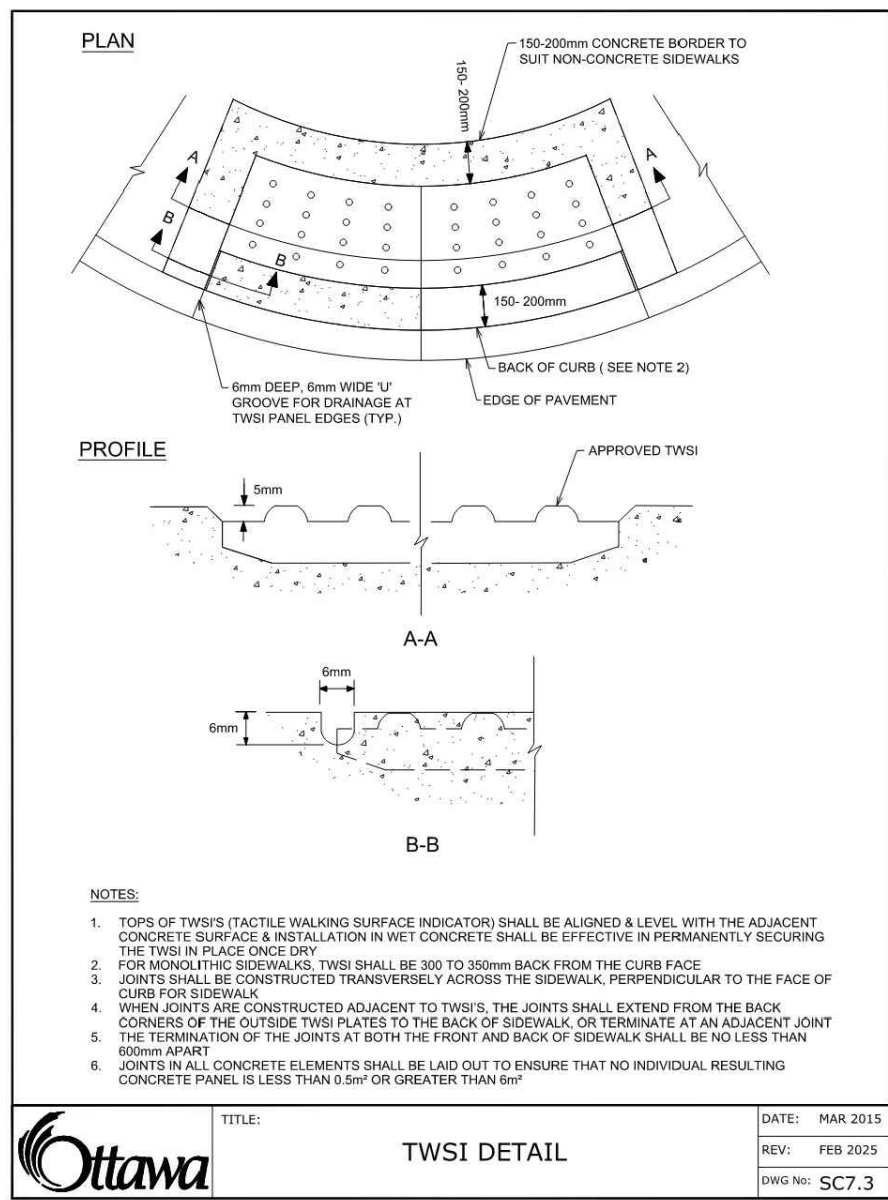 PLAN
150-200mm CONCRETE BORDER TO
SUIT NON-CONCRETE SIDEWALKS
150- 200mm
A
A
B
B
150- 200mm
BACK OF CURB ( SEE NOTE 2)
6mm DEEP, 6mm WIDE 'U'
GROOVE FOR DRAINAGE AT
TWSI PANEL EDGES (TYP.)
EDGE OF PAVEMENT
PROFILE
APPROVED TWSI
5mm
A-A
6mm
6mm
B-B
NOTES:
1. TOPS OF TWSI'S (TACTILE WALKING SURFACE INDICATOR) SHALL BE ALIGNED & LEVEL WITH THE ADJACENT
CONCRETE SURFACE & INSTALLATION IN WET CONCRETE SHALL BE EFFECTIVE IN PERMANENTLY SECURING
THE TWSI IN PLACE ONCE DRY
2. FOR MONOLITHIC SIDEWALKS, TWSI SHALL BE 300 TO 350mm BACK FROM THE CURB FACE
3. JOINTS SHALL BE CONSTRUCTED TRANSVERSELY ACROSS THE SIDEWALK, PERPENDICULAR TO THE FACE OF
CURB FOR SIDEWALK
4. WHEN JOINTS ARE CONSTRUCTED ADJACENT TO TWSI'S, THE JOINTS SHALL EXTEND FROM THE BACK
CORNERS OF THE OUTSIDE TWSI PLATES TO THE BACK OF SIDEWALK, OR TERMINATE AT AN ADJACENT JOINT
5. THE TERMINATION OF THE JOINTS AT BOTH THE FRONT AND BACK OF SIDEWALK SHALL BE NO LESS THAN
600mm APART
6. JOINTS IN ALL CONCRETE ELEMENTS SHALL BE LAID OUT TO ENSURE THAT NO INDIVIDUAL RESULTING
CONCRETE PANEL IS LESS THAN 0.5m² OR GREATER THAN 6m²
Ottawa
TITLE:
TWSI DETAIL
DATE: MAR 2015
REV: FEB 2025
DWG No: SC7.3